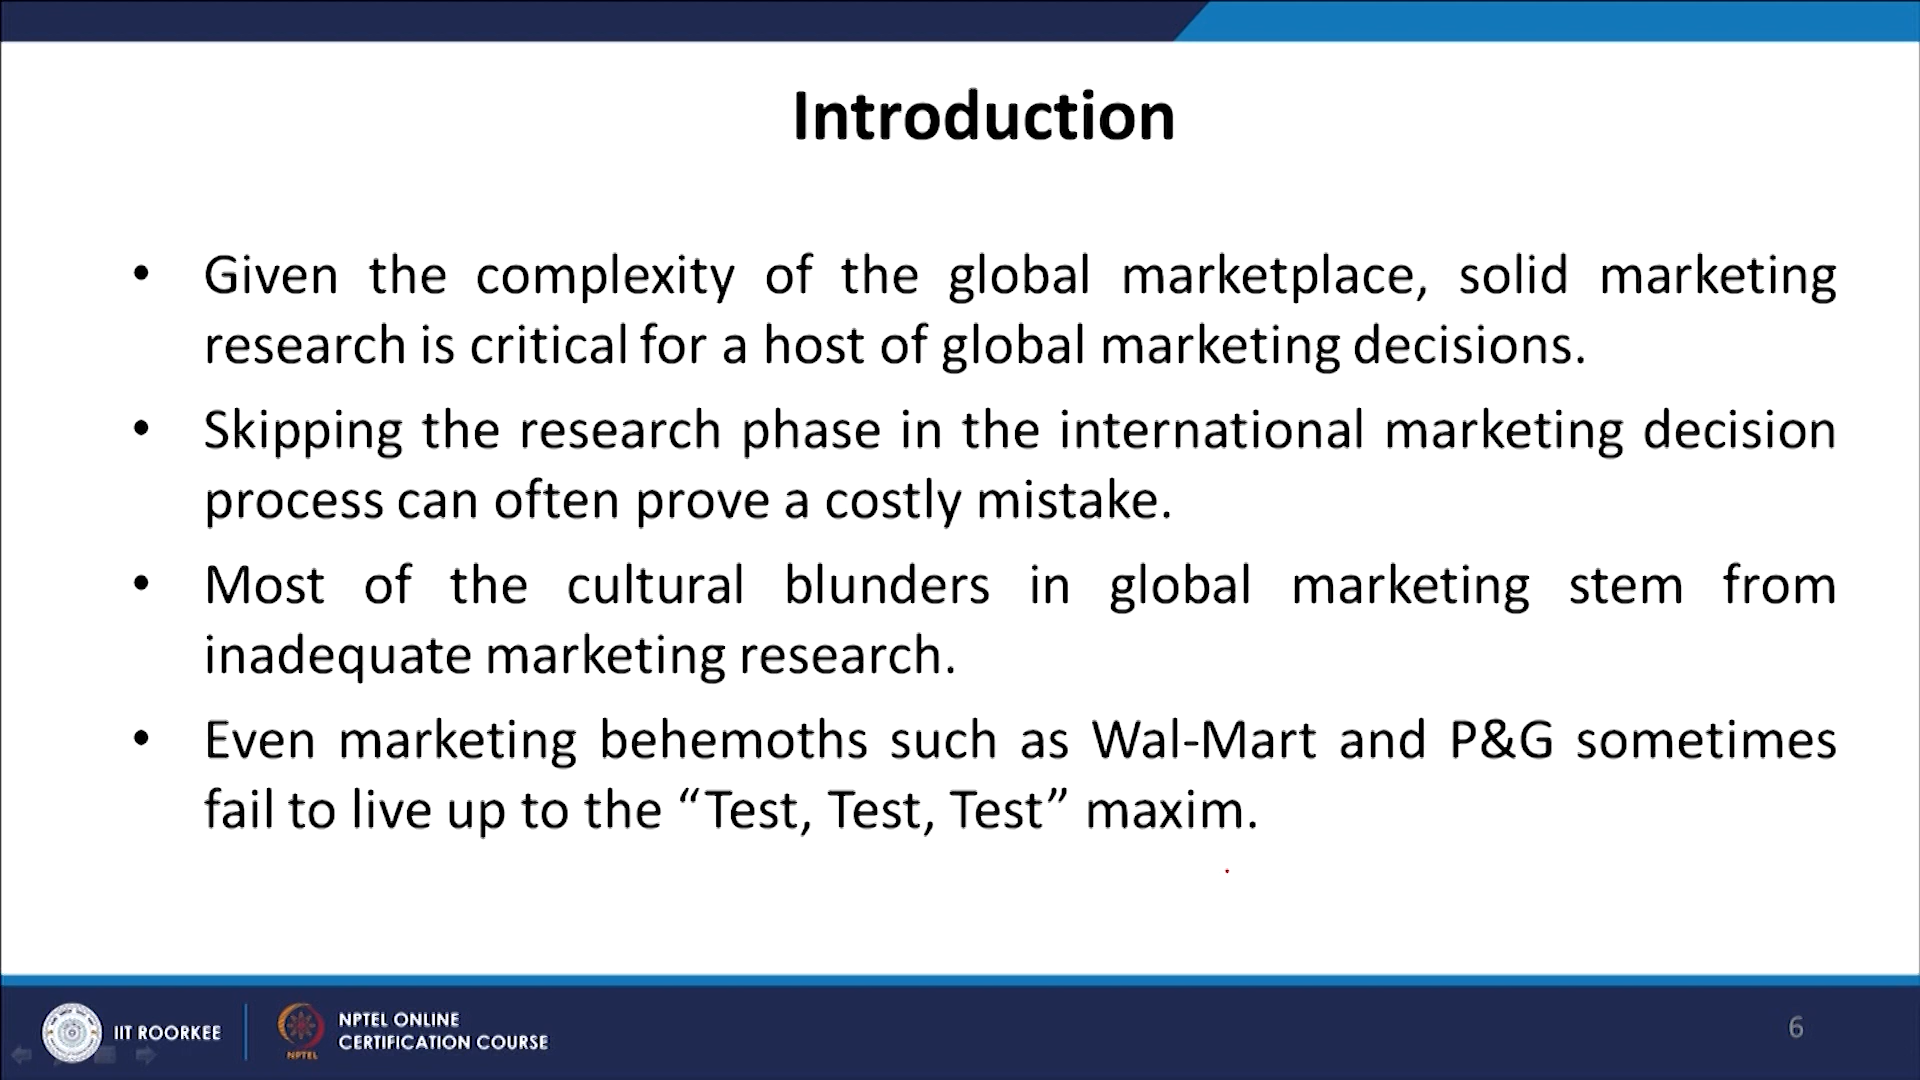 Introduction
• Given the complexity of the global marketplace, solid marketing
research is critical for a host of global marketing decisions.
• Skipping the research phase in the international marketing decision
process can often prove a costly mistake.
• Most of the cultural blunders in global marketing stem from
inadequate marketing research.
• Even marketing behemoths such as Wal-Mart and P&G sometimes
fail to live up to the “Test, Test, Test” maxim.
IIT ROORKEE
NPTEL
NPTEL ONLINE
CERTIFICATION COURSE
6